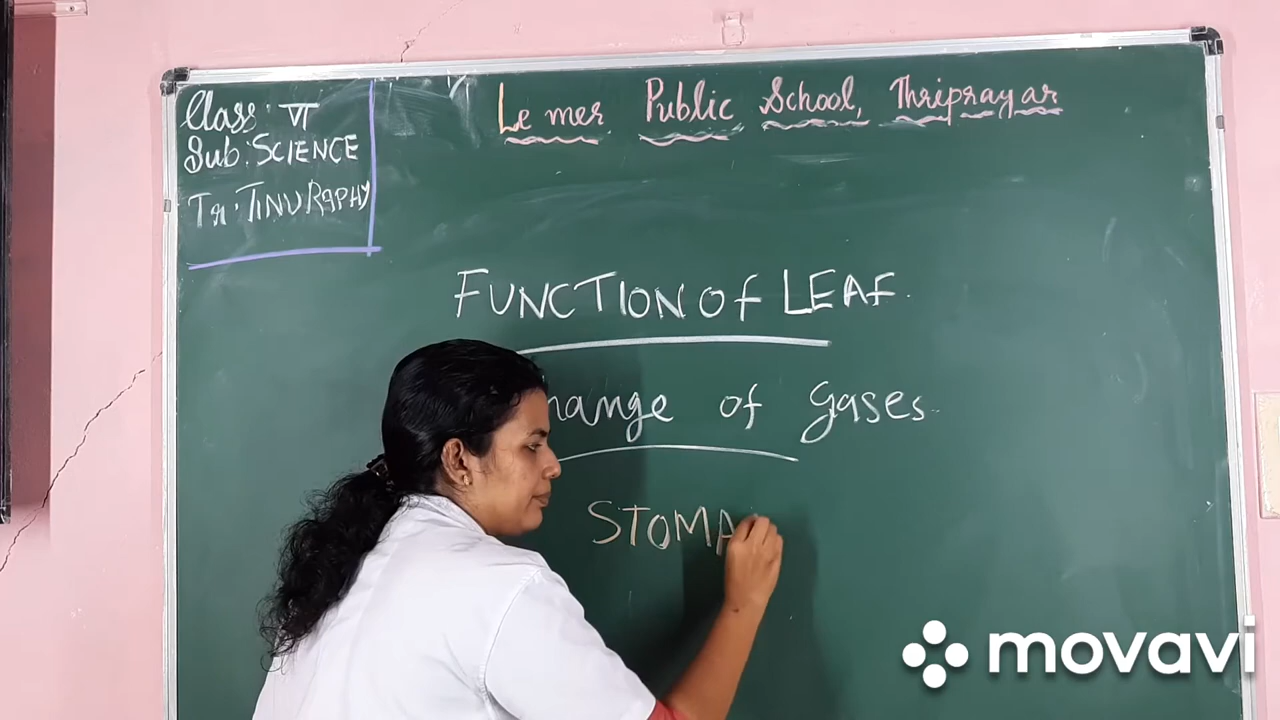 Le mer Public School, Thriprayar
Class: VI
Sub: SCIENCE
Tr: TINU RAPHY
FUNCTION OF LEAF.
hange of gases.
STOMA
movavi